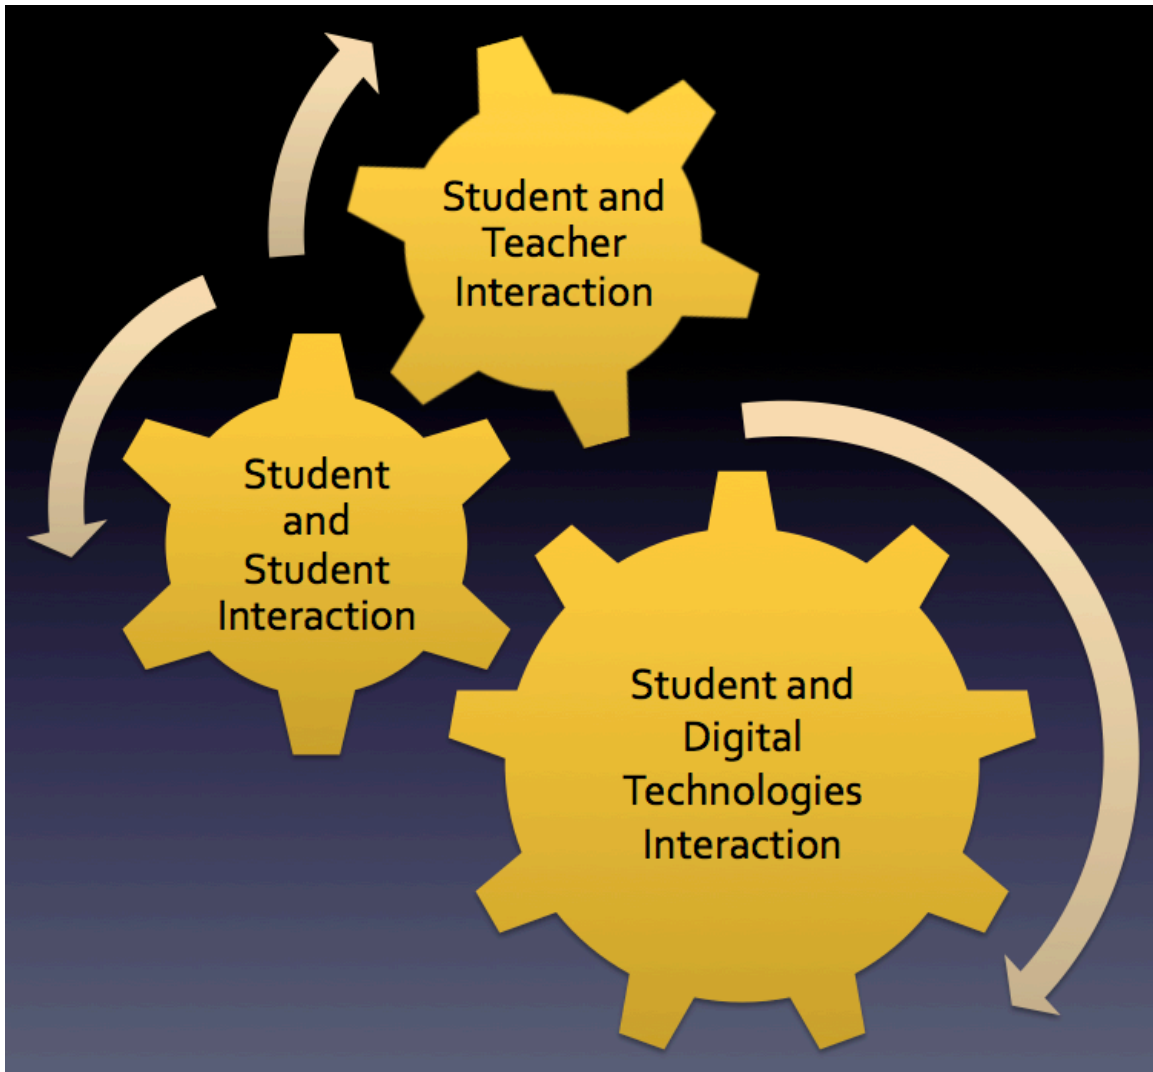 Student and
Teacher
Interaction
Student
and
Student
Interaction
Student and
Digital
Technologies
Interaction